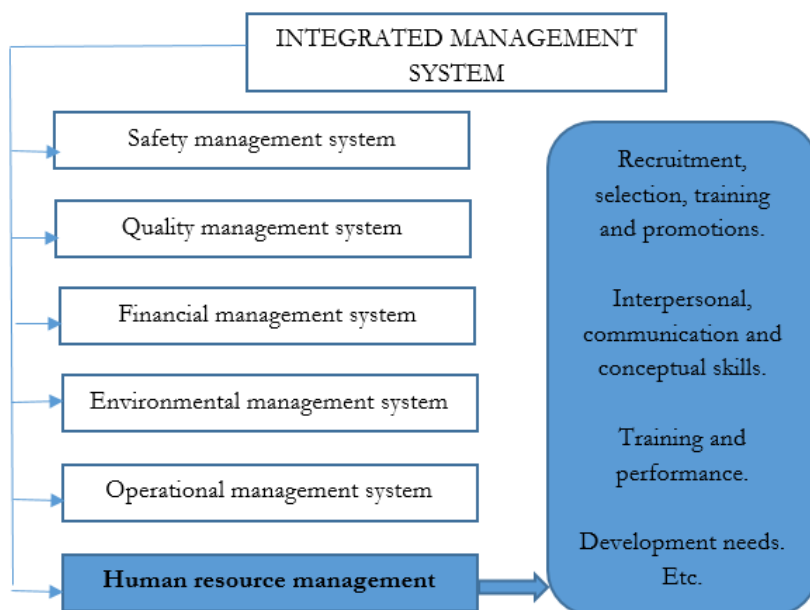 INTEGRATED MANAGEMENT
SYSTEM
Safety management system
Quality management system
Financial management system
Environmental management system
Operational management system
Human resource management
Recruitment,
selection, training
and promotions.
Interpersonal,
communication and
conceptual skills.
Training and
performance.
Development needs.
Etc.